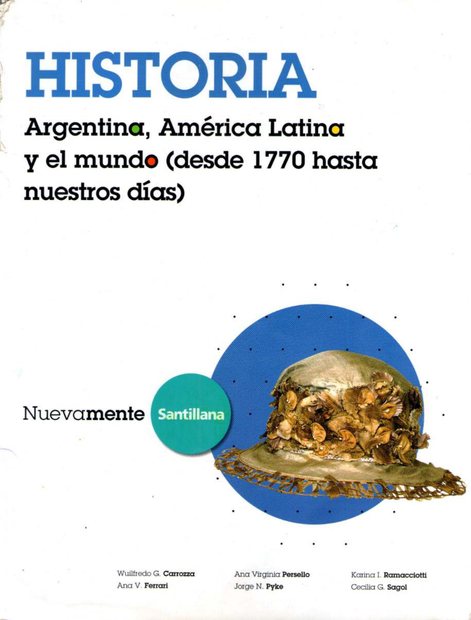 HISTORIA
Argentina, América Latina
y el mundo (desde 1770 hasta
nuestros días)
Nuevamente Santillana
Wuilfredo G. Carrozza
Ana Virginia Persello
Karina I. Ramacciotti
Ana V. Ferrari
Jorge N. Pyke
Cecilia G. Sagol